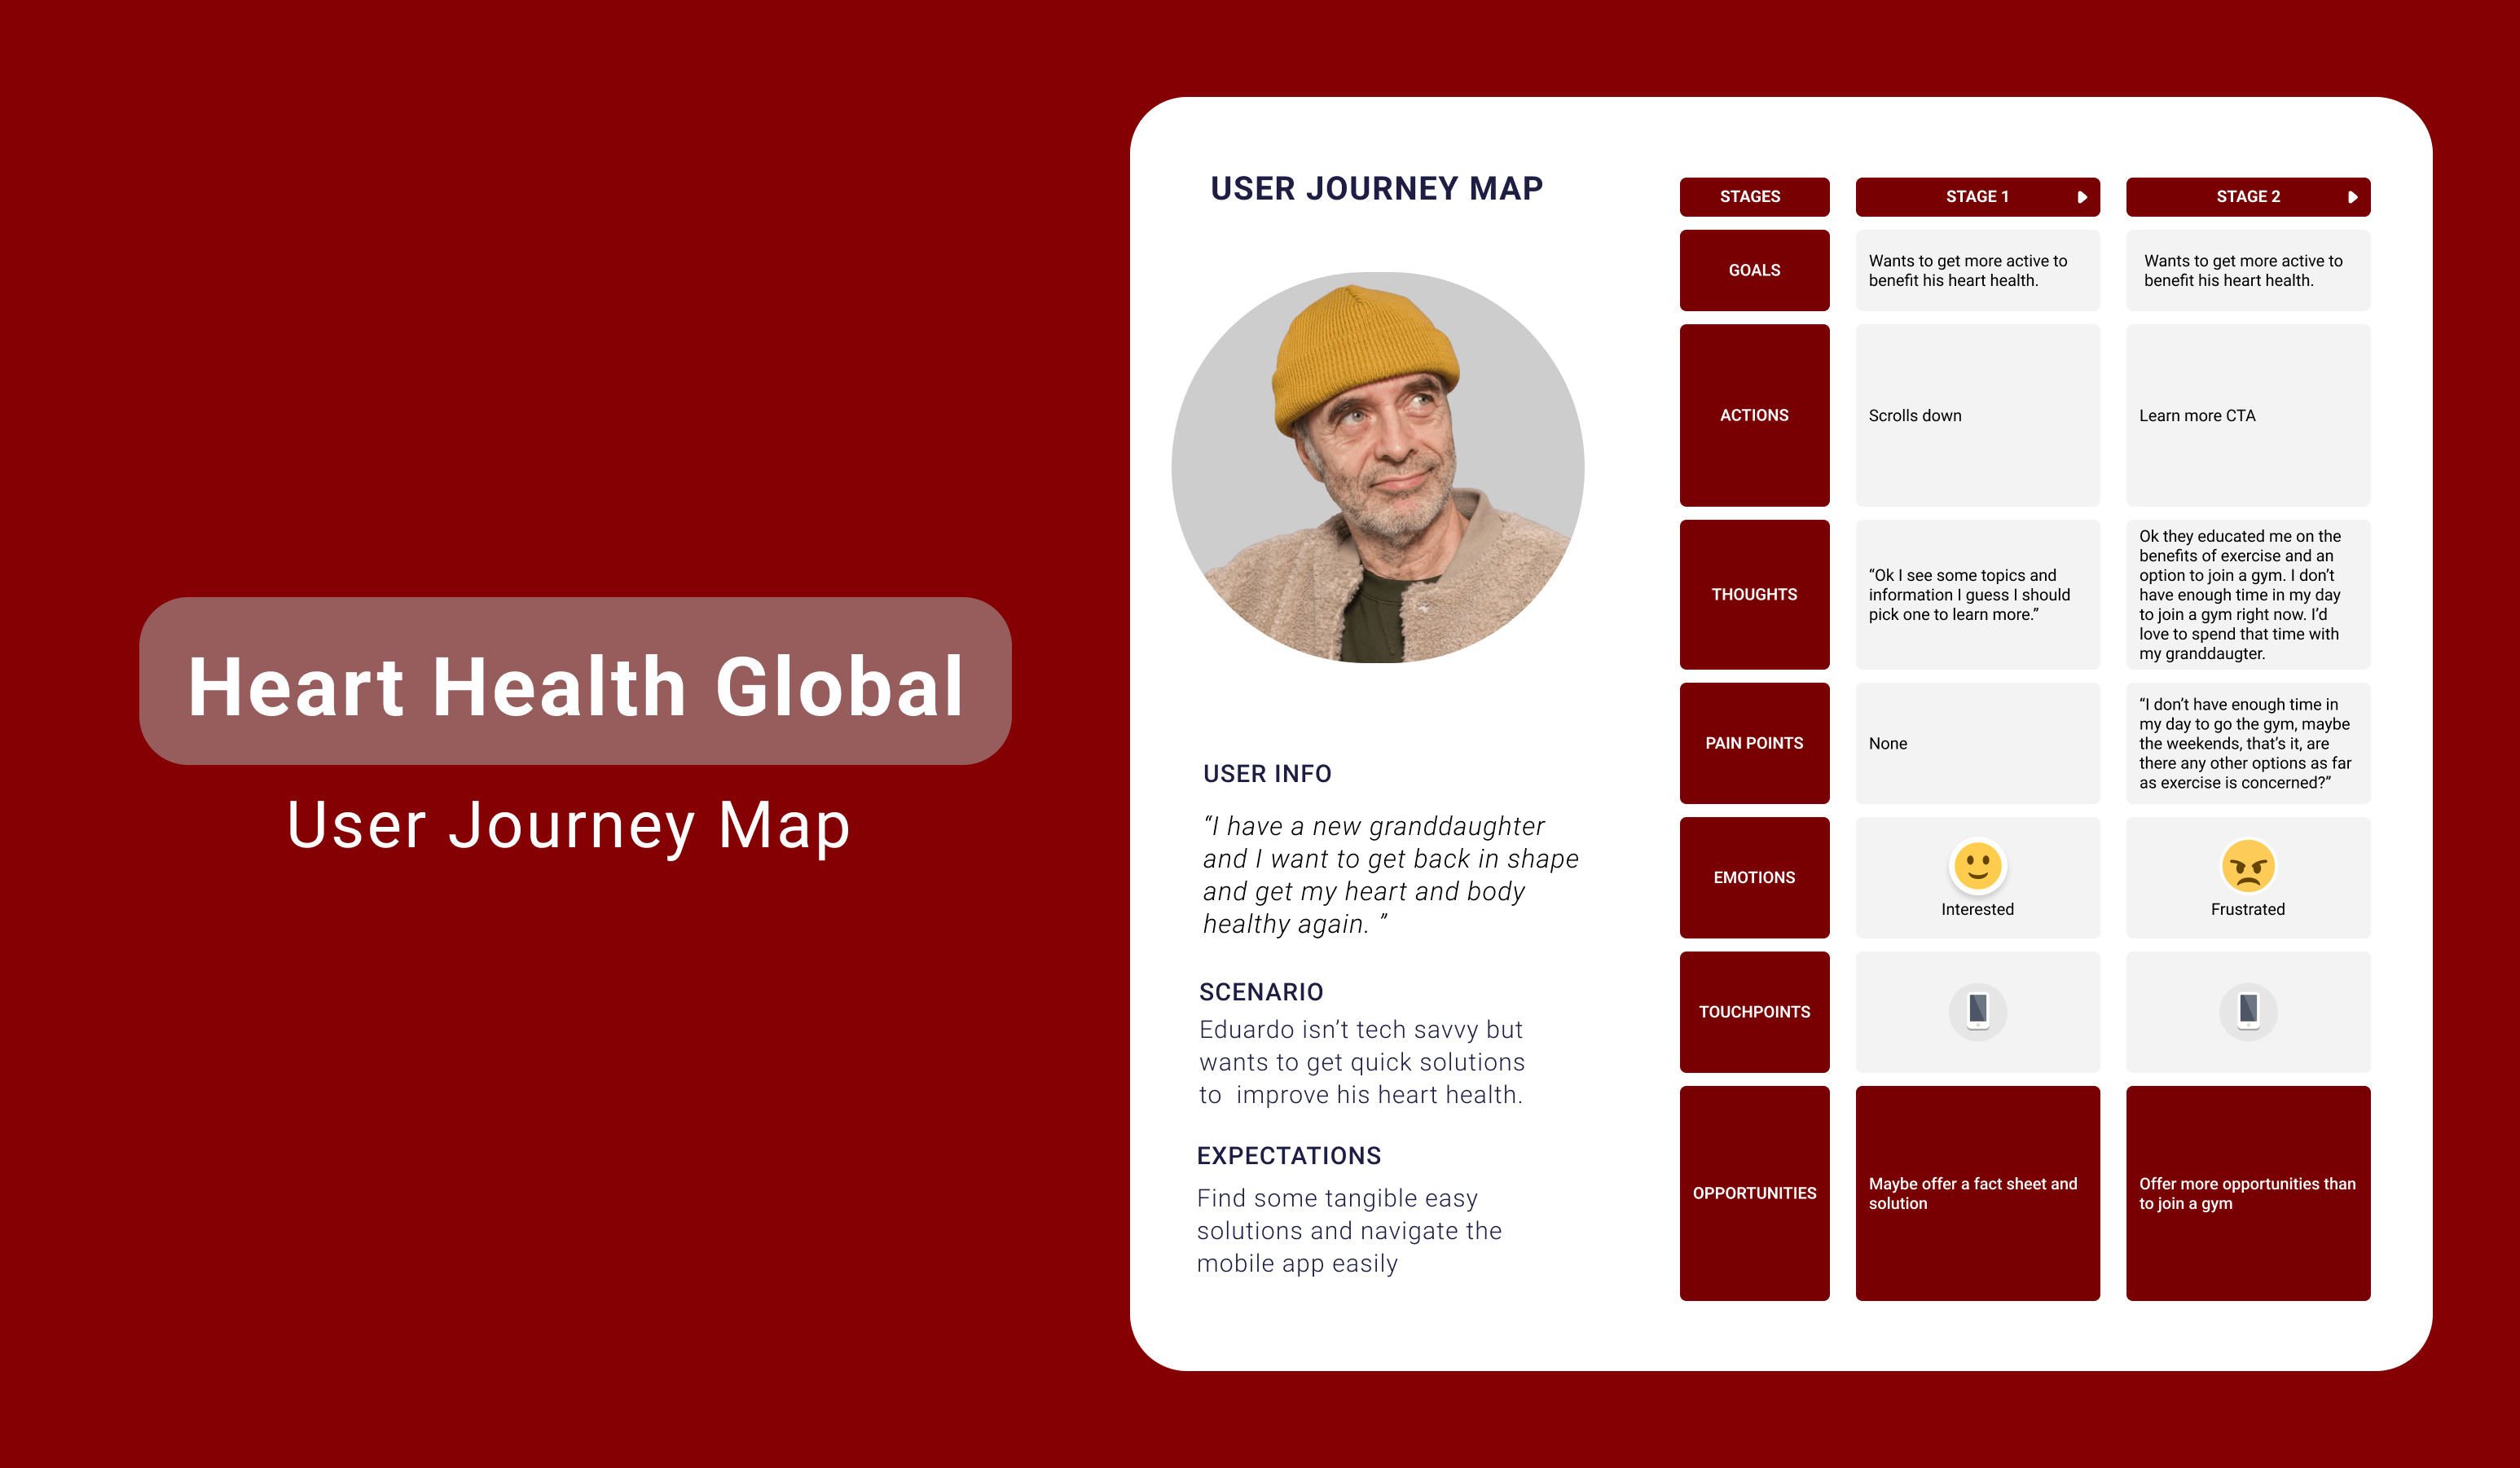 Heart Health Global
User Journey Map
USER JOURNEY MAP
USER INFO
“I have a new granddaughter
and I want to get back in shape
and get my heart and body
healthy again. ”
SCENARIO
Eduardo isn’t tech savvy but
wants to get quick solutions
to  improve his heart health.
EXPECTATIONS
Find some tangible easy
solutions and navigate the
mobile app easily
STAGES
STAGE 1
STAGE 2
GOALS
Wants to get more active to
benefit his heart health.
Wants to get more active to
benefit his heart health.
ACTIONS
Scrolls down
Learn more CTA
THOUGHTS
“Ok I see some topics and
information I guess I should
pick one to learn more.”
Ok they educated me on the
benefits of exercise and an
option to join a gym. I don’t
have enough time in my day
to join a gym right now. I’d
love to spend that time with
my granddaugter.
PAIN POINTS
None
“I don’t have enough time in
my day to go the gym, maybe
the weekends, that’s it, are
there any other options as far
as exercise is concerned?”
EMOTIONS
Interested
Frustrated
TOUCHPOINTS
OPPORTUNITIES
Maybe offer a fact sheet and
solution
Offer more opportunities than
to join a gym